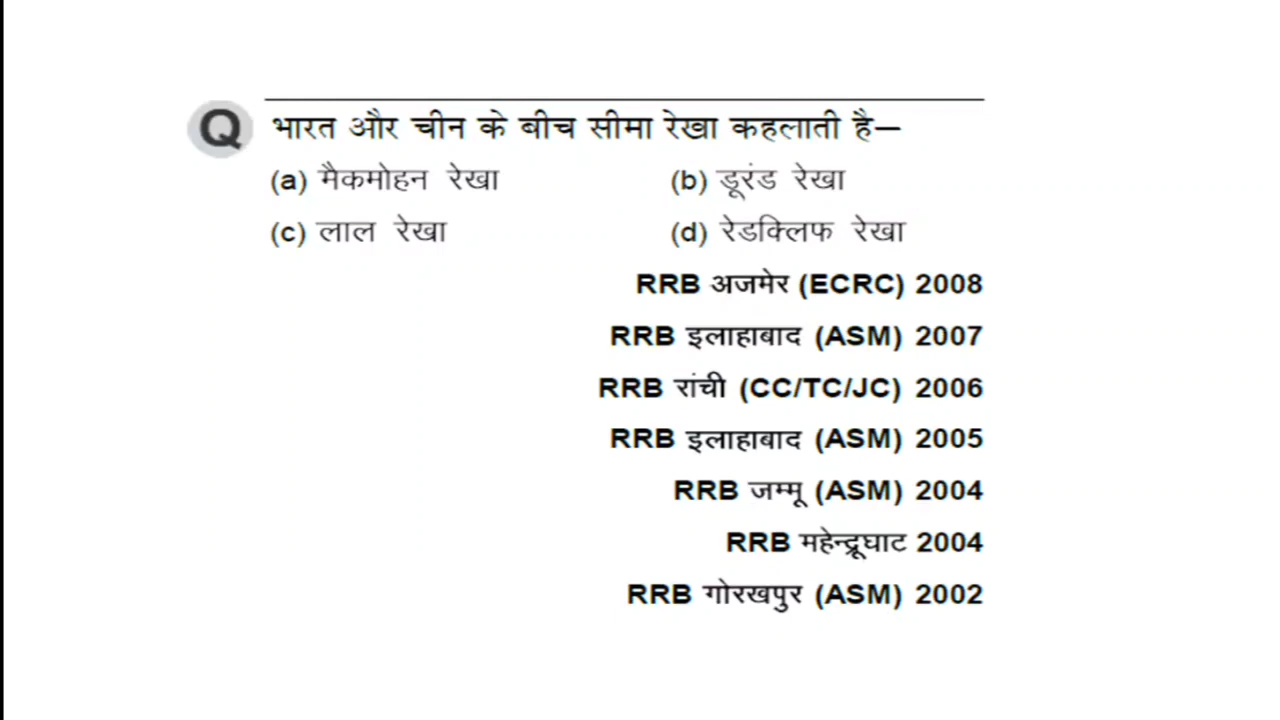 Q भारत और चीन के बीच सीमा रेखा कहलाती है—
(a) मैकमोहन रेखा (b) डूरंड रेखा
(c) लाल रेखा (d) रेडक्लिफ रेखा
RRB अजमेर (ECRC) 2008
RRB इलाहाबाद (ASM) 2007
RRB रांची (CC/TC/JC) 2006
RRB इलाहाबाद (ASM) 2005
RRB जम्मू (ASM) 2004
RRB महेन्द्रूघाट 2004
RRB गोरखपुर (ASM) 2002